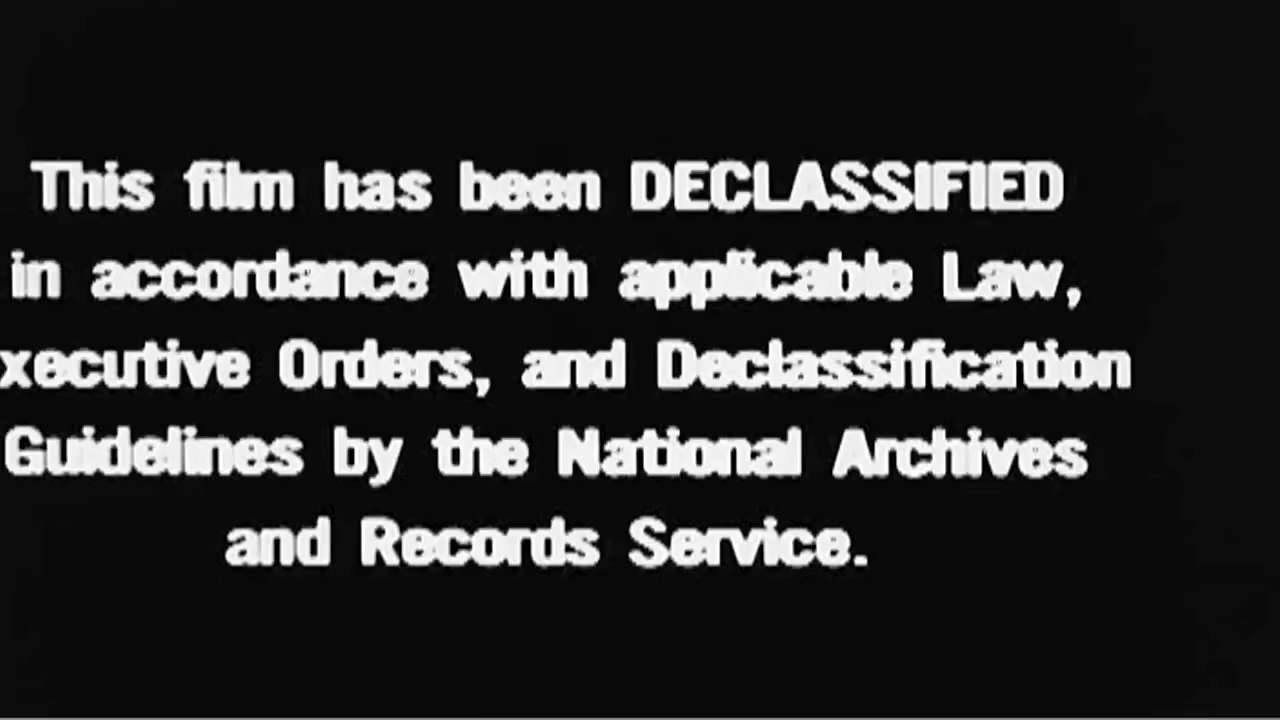 This film has been DECLASSIFIED
in accordance with applicable Law,
xecutive Orders, and Declassification
Guidelines by the National Archives
and Records Service.